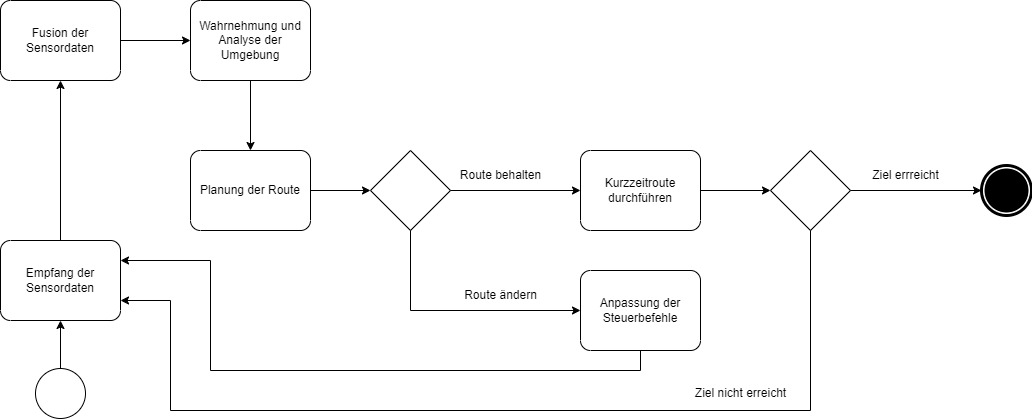 Fusion der
Sensordaten
Wahrnehmung und
Analyse der
Umgebung
Planung der Route
Route behalten
Kurzzeitroute
durchführen
Ziel errreicht
Empfang der
Sensordaten
Route ändern
Anpassung der
Steuerbefehle
Ziel nicht erreicht